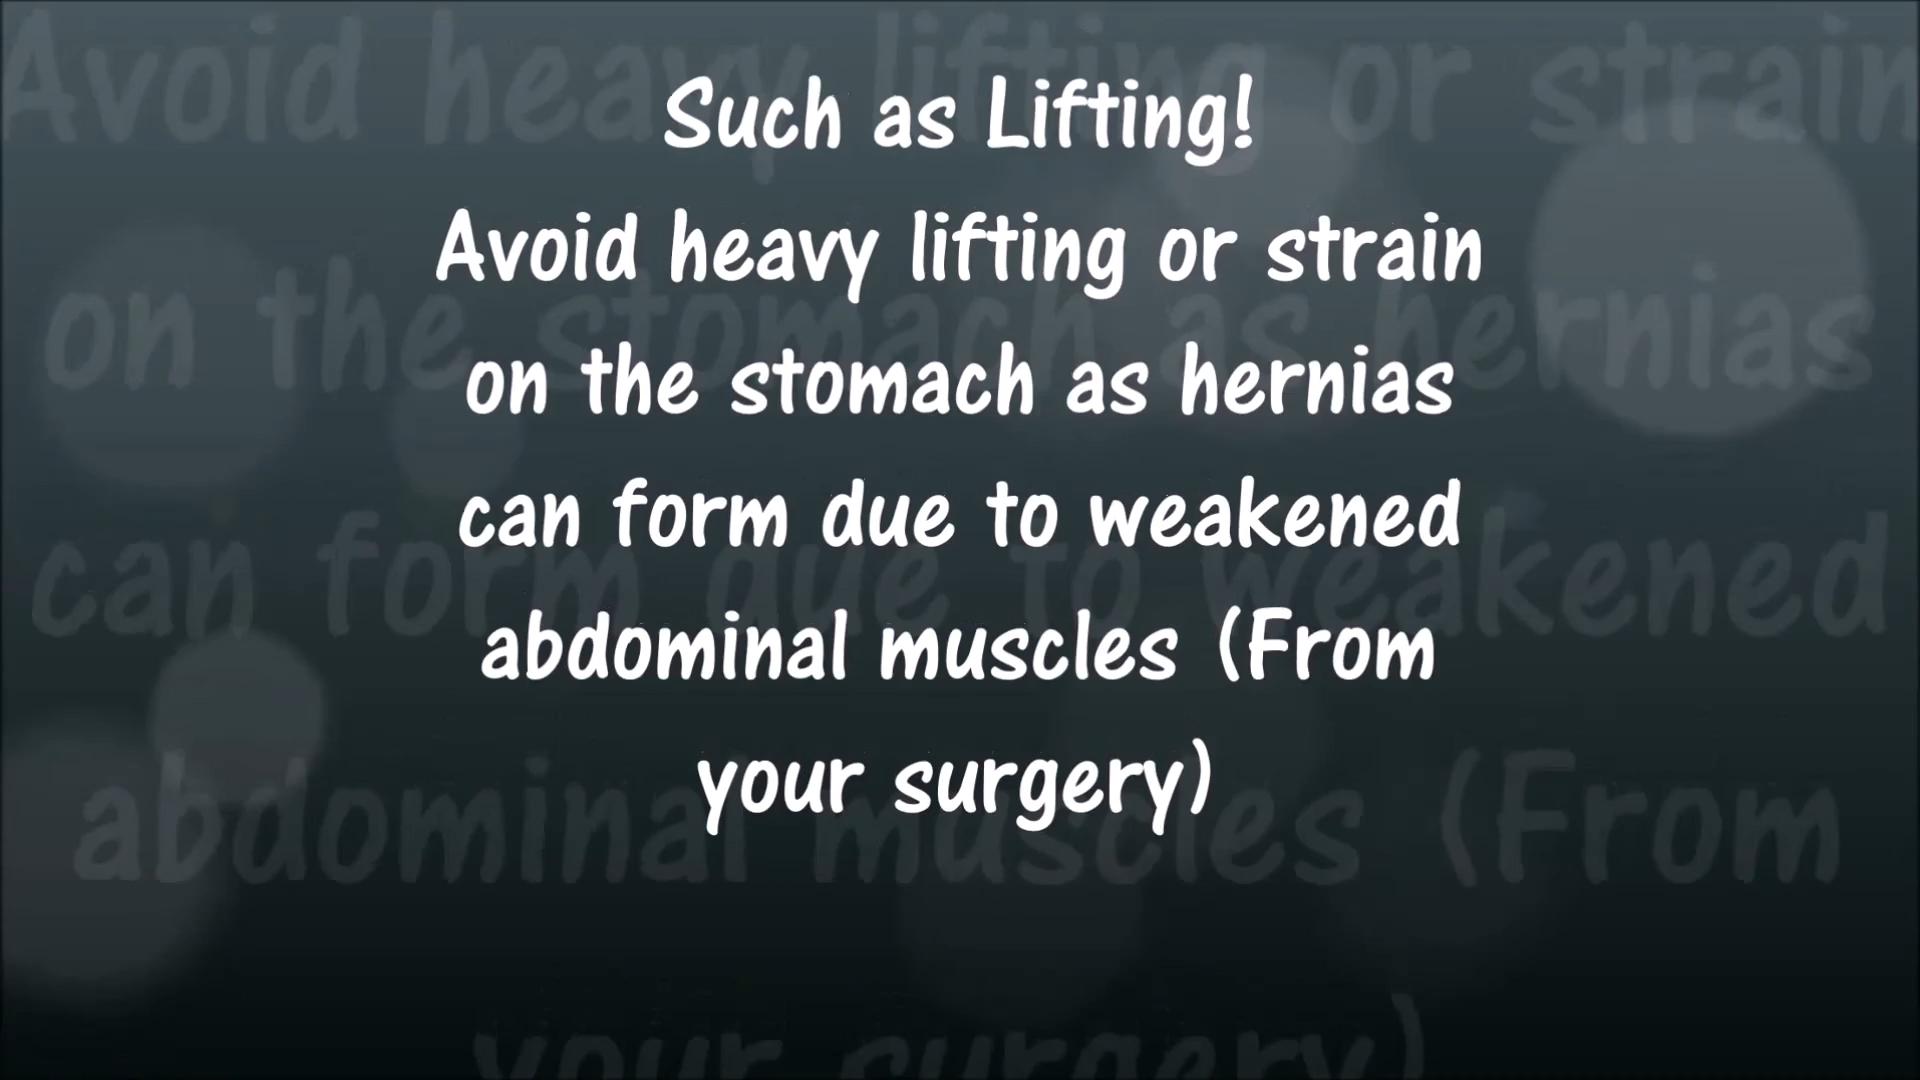 Such as Lifting!
Avoid heavy lifting or strain
on the stomach as hernias
can form due to weakened
abdominal muscles (From
your surgery)